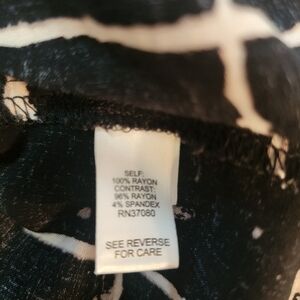 SELF:
100% RAYON
CONTRAST:
96% RAYON
4% SPANDEX
RN37080
SEE REVERSE
FOR CARE